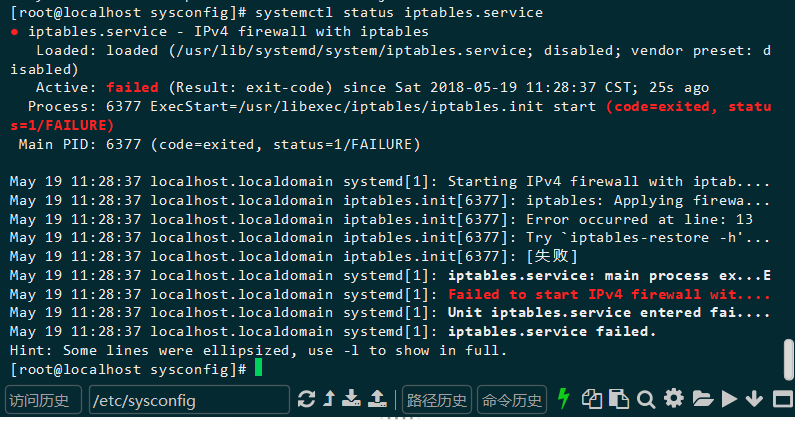 [root@localhost sysconfig]# systemctl status iptables.service
● iptables.service - IPv4 firewall with iptables
   Loaded: loaded (/usr/lib/systemd/system/iptables.service; disabled; vendor preset: d
isabled)
   Active: failed (Result: exit-code) since Sat 2018-05-19 11:28:37 CST; 25s ago
  Process: 6377 ExecStart=/usr/libexec/iptables/iptables.init start (code=exited, statu
s=1/FAILURE)
 Main PID: 6377 (code=exited, status=1/FAILURE)
May 19 11:28:37 localhost.localdomain systemd[1]: Starting IPv4 firewall with iptab....
May 19 11:28:37 localhost.localdomain iptables.init[6377]: iptables: Applying firewa...
May 19 11:28:37 localhost.localdomain iptables.init[6377]: Error occurred at line: 13
May 19 11:28:37 localhost.localdomain iptables.init[6377]: Try `iptables-restore -h'...
May 19 11:28:37 localhost.localdomain iptables.init[6377]: [失败]
May 19 11:28:37 localhost.localdomain systemd[1]: iptables.service: main process ex...E
May 19 11:28:37 localhost.localdomain systemd[1]: Failed to start IPv4 firewall wit....
May 19 11:28:37 localhost.localdomain systemd[1]: Unit iptables.service entered fai....
May 19 11:28:37 localhost.localdomain systemd[1]: iptables.service failed.
Hint: Some lines were ellipsized, use -l to show in full.
[root@localhost sysconfig]#
访问历史 /etc/sysconfig 路径历史 命令历史